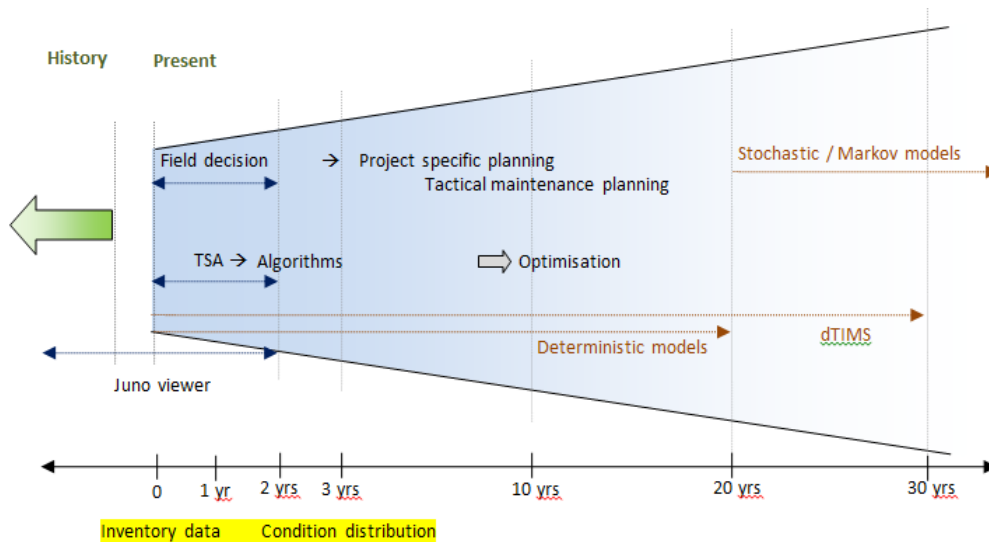 History Present
Field decision → Project specific planning
Tactical maintenance planning
Stochastic / Markov models
TSA → Algorithms
Optimisation
Deterministic models
dTIMS
Juno viewer
0 1 yr 2 yrs 3 yrs 10 yrs 20 yrs 30 yrs
Inventory data Condition distribution